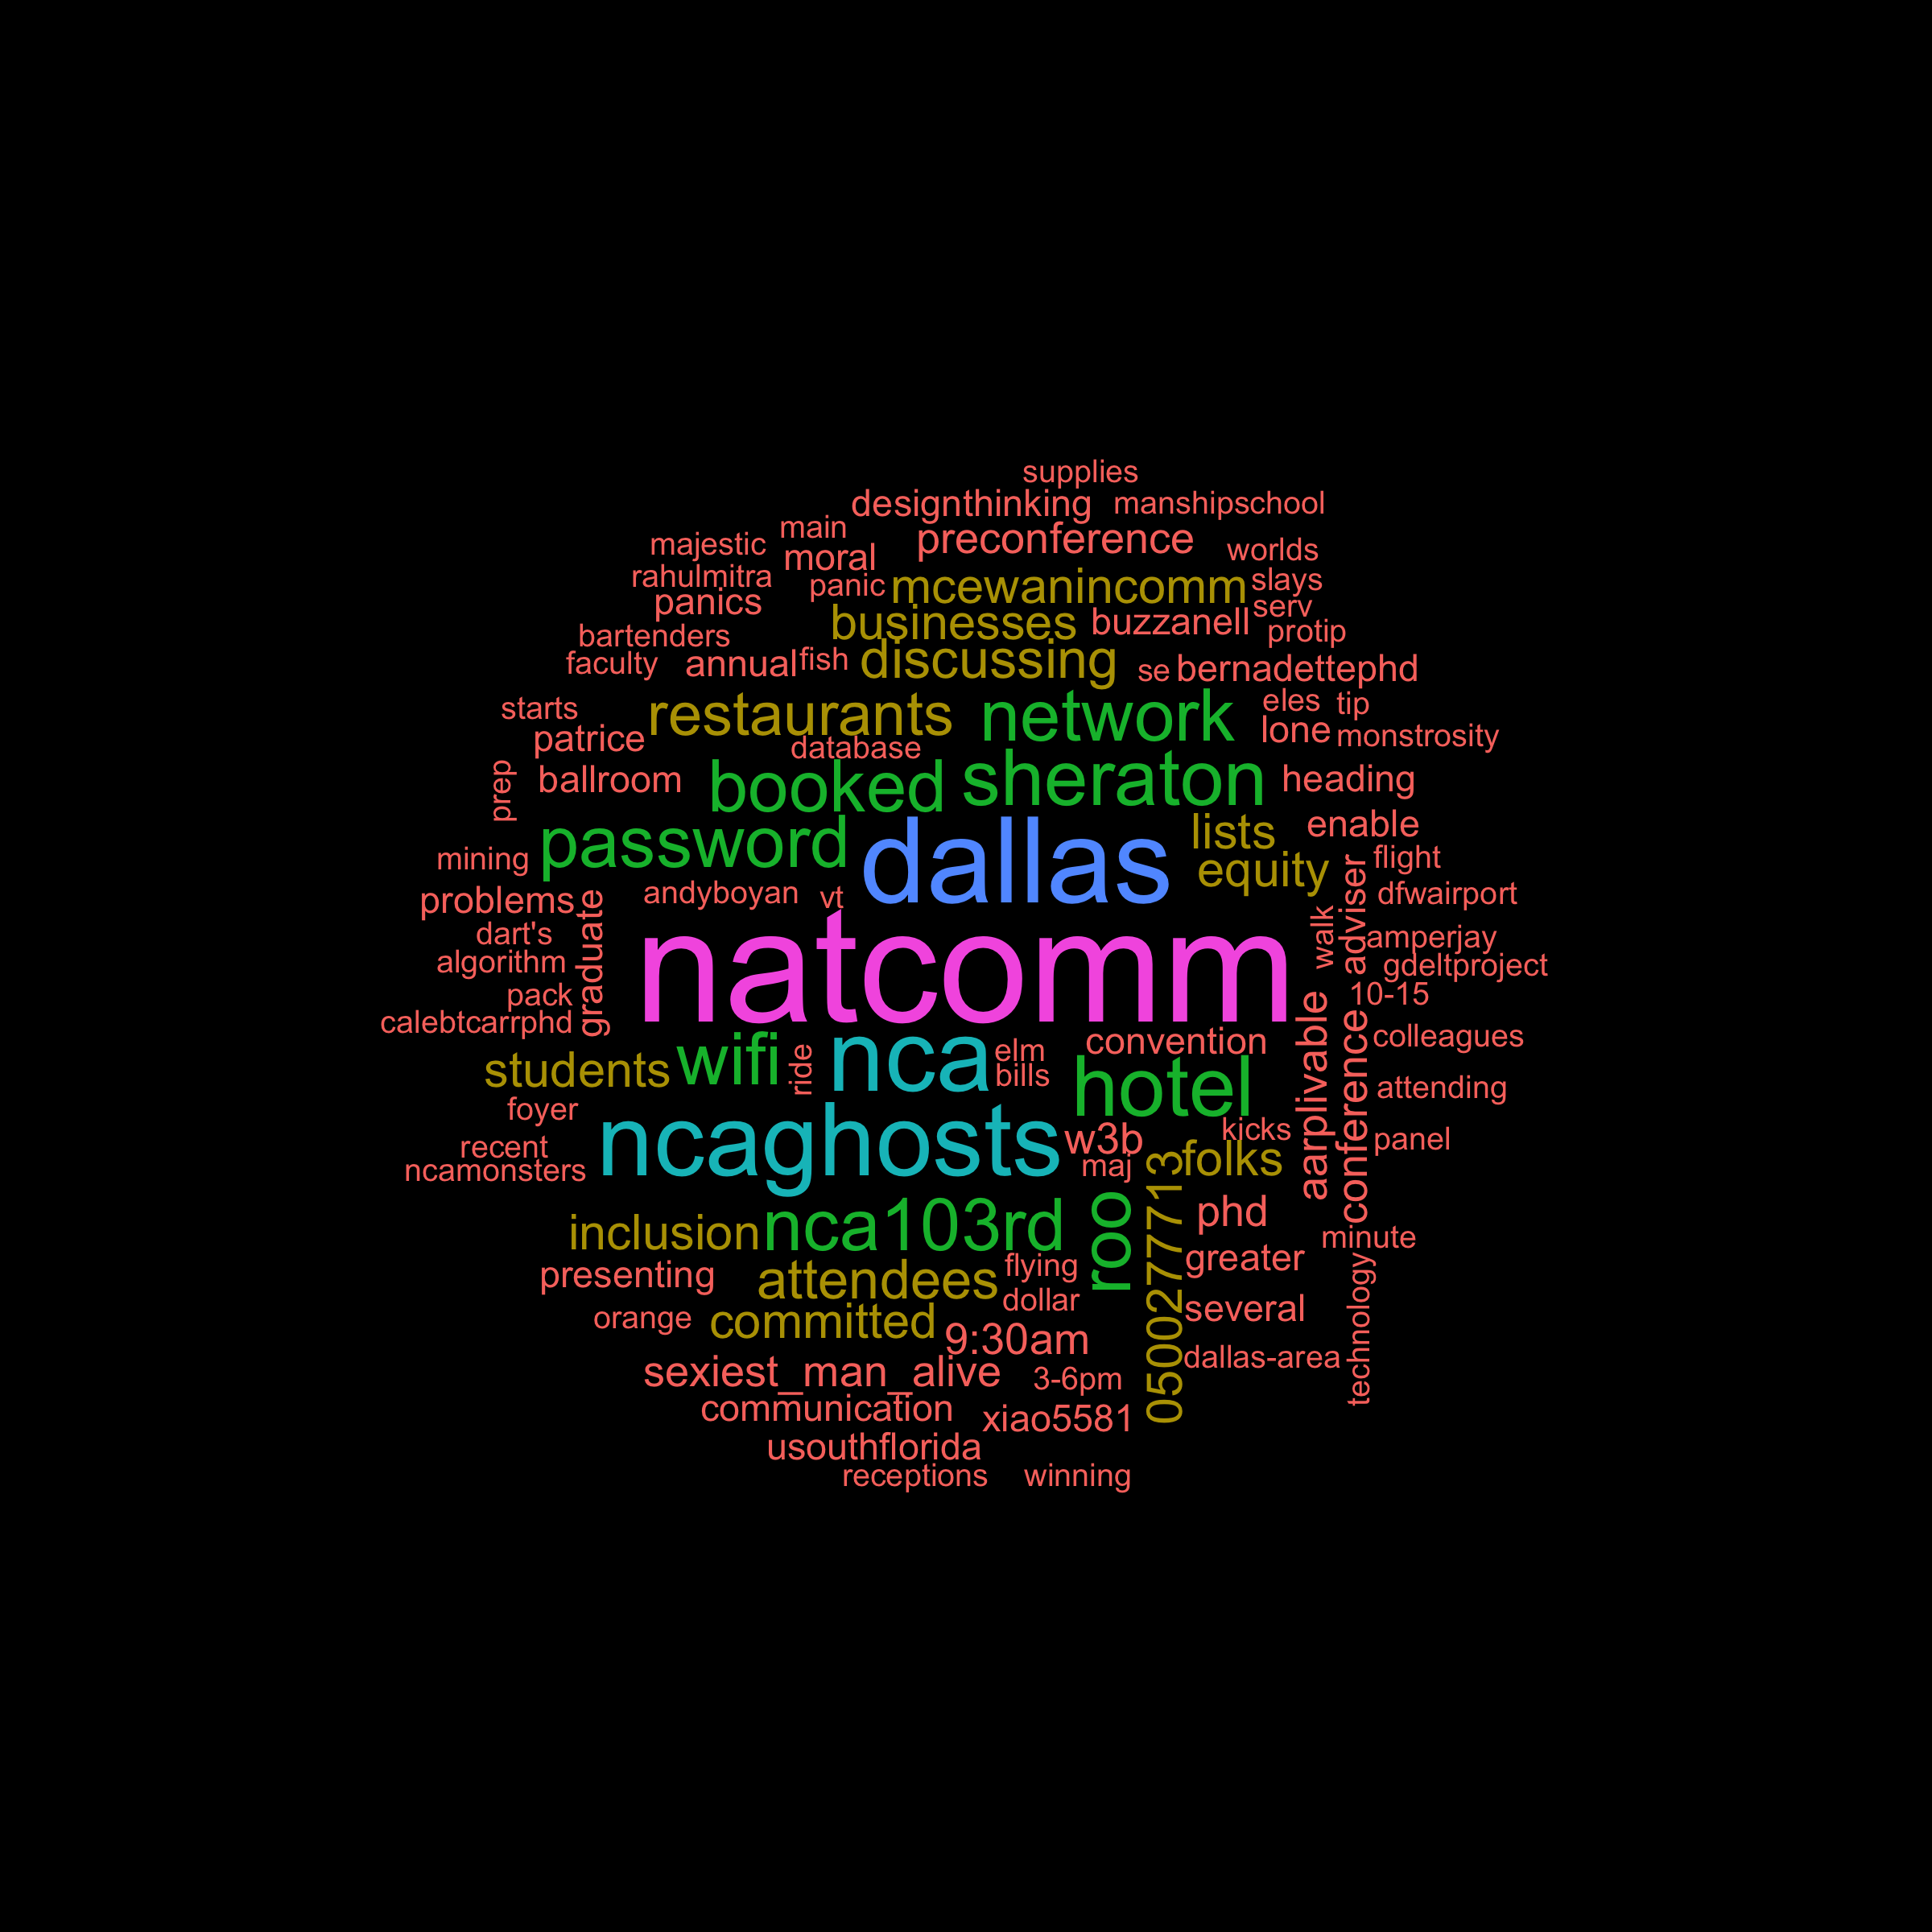 supplies
designthinking manshipschool
main
majestic moral preconference worlds
rahulmitra panic mcewanincomm slays
panics businesses buzzanell serv
bartenders protip
faculty annual fish discussing se bernadettephd
starts restaurants network eles tip
patrice database lone monstrosity
prep ballroom booked sheraton heading
password dallas lists enable
mining equity flight
problems graduate andyboyan vt adviser dfwairport
dart's walk amperjay
algorithm natcomm gdeltproject
pack 10-15
calebtcarrphd aarplivable conference colleagues
students wifi ride nca elm convention
bills hotel attending
foyer
recent ncaghosts w3b kicks panel
ncamonsters maj 0500277713 folks
inclusion nca103rd roo phd minute
presenting attendees flying greater technology
orange committed dollar several
9:30am dallas-area
sexiest_man_alive 3-6pm
communication xiao5581
usouthflorida
receptions winning